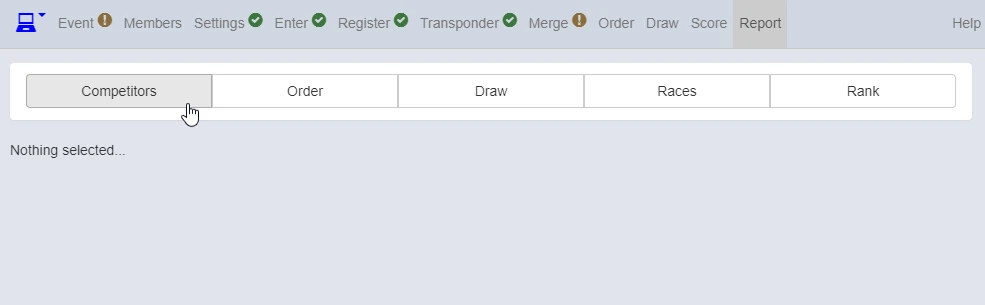 Event Members Settings Enter Register Transponder Merge Order Draw Score Report Help
Competitors Order Draw Races Rank
Nothing selected...